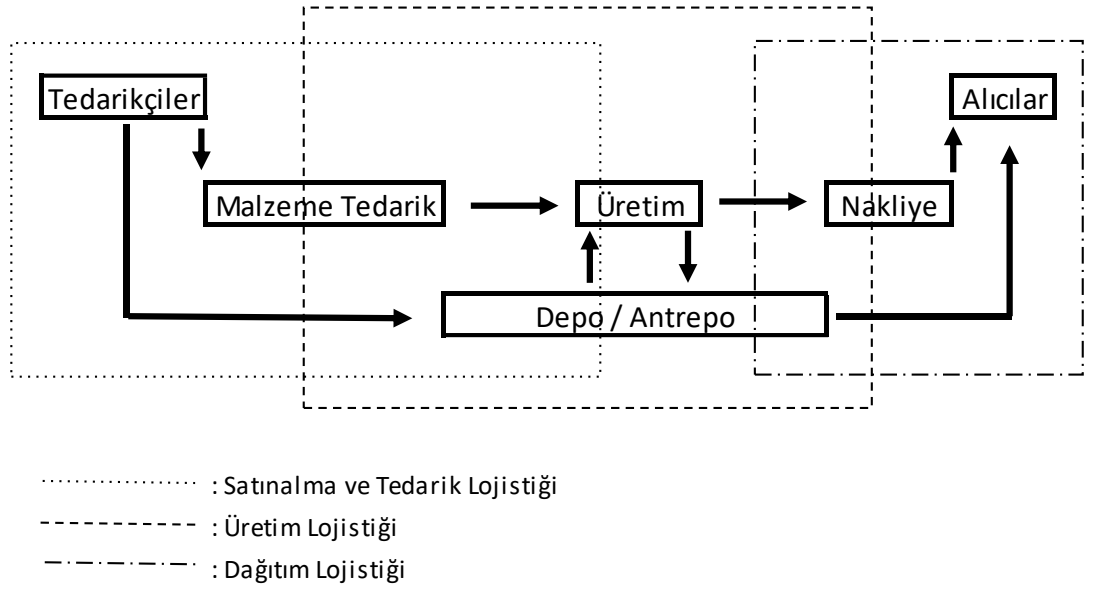 Tedarikçiler
Alıcılar
Malzeme Tedarik
Üretim
Nakliye
Depo / Antrepo
: Satınalma ve Tedarik Lojistiği
: Üretim Lojistiği
: Dağıtım Lojistiği